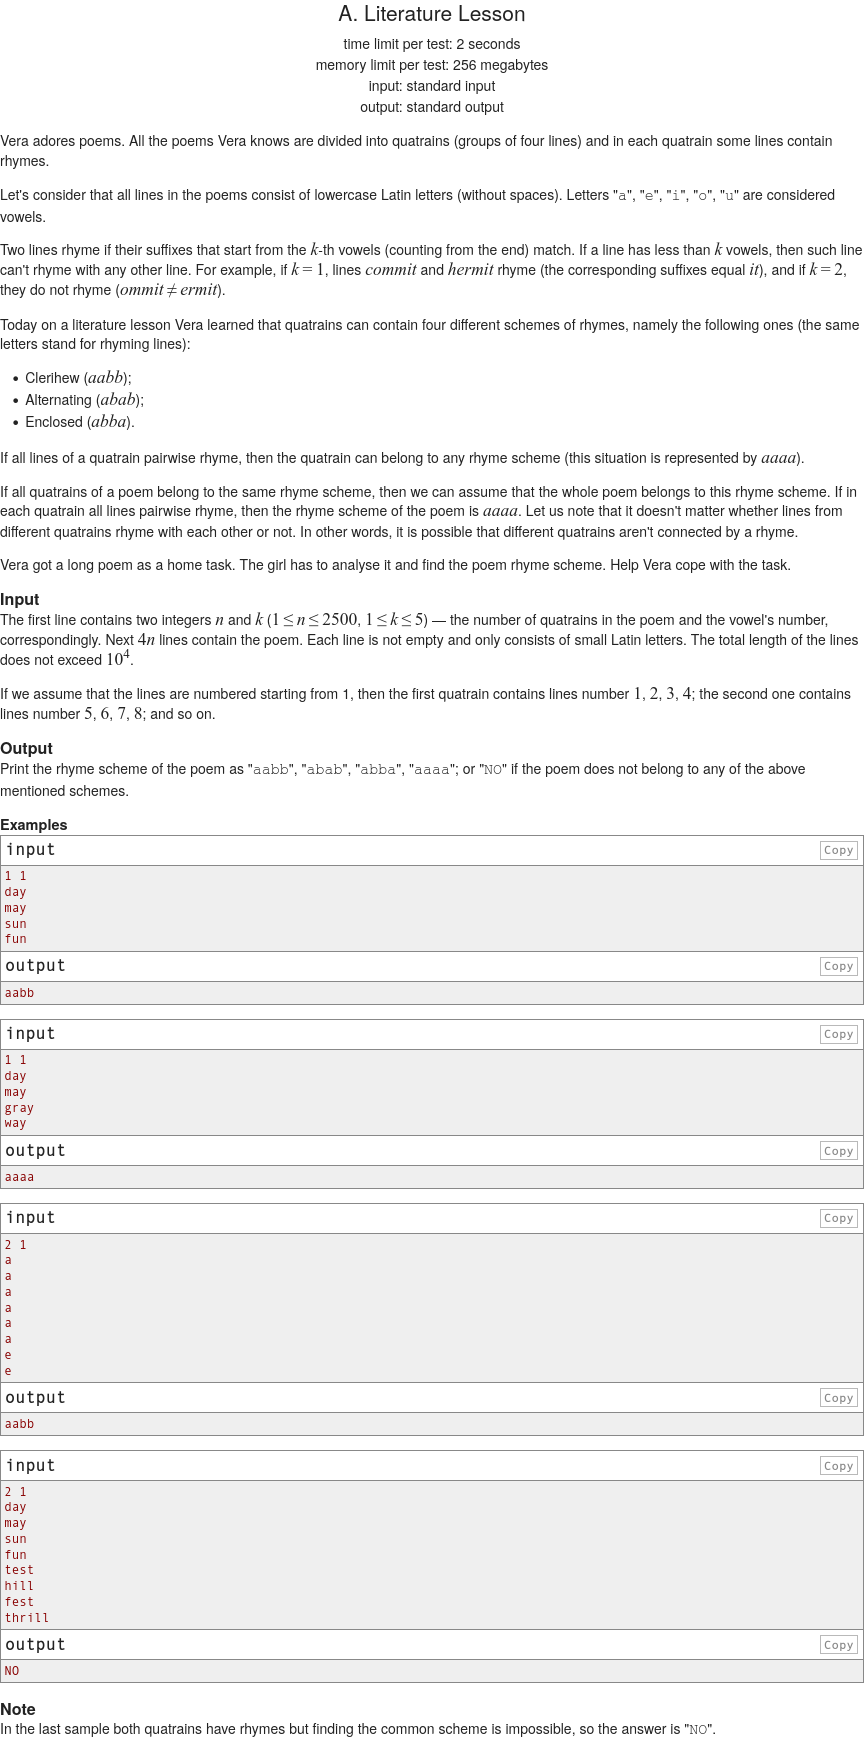 A. Literature Lesson
time limit per test: 2 seconds
memory limit per test: 256 megabytes
input: standard input
output: standard output
Vera adores poems. All the poems Vera knows are divided into quatrains (groups of four lines) and in each quatrain some lines contain
rhymes.
Let's consider that all lines in the poems consist of lowercase Latin letters (without spaces). Letters "a", "e", "i", "o", "u" are considered
vowels.
Two lines rhyme if their suffixes that start from the k-th vowels (counting from the end) match. If a line has less than k vowels, then such line
can't rhyme with any other line. For example, if k = 1, lines commit and hermit rhyme (the corresponding suffixes equal it), and if k = 2,
they do not rhyme (ommit ≠ ermit).
Today on a literature lesson Vera learned that quatrains can contain four different schemes of rhymes, namely the following ones (the same
letters stand for rhyming lines):
• Clerihew (aabb);
• Alternating (abab);
• Enclosed (abba).
If all lines of a quatrain pairwise rhyme, then the quatrain can belong to any rhyme scheme (this situation is represented by aaaa).
If all quatrains of a poem belong to the same rhyme scheme, then we can assume that the whole poem belongs to this rhyme scheme. If in
each quatrain all lines pairwise rhyme, then the rhyme scheme of the poem is aaaa. Let us note that it doesn't matter whether lines from
different quatrains rhyme with each other or not. In other words, it is possible that different quatrains aren't connected by a rhyme.
Vera got a long poem as a home task. The girl has to analyse it and find the poem rhyme scheme. Help Vera cope with the task.
Input
The first line contains two integers n and k (1 ≤ n ≤ 2500, 1 ≤ k ≤ 5) — the number of quatrains in the poem and the vowel's number,
correspondingly. Next 4n lines contain the poem. Each line is not empty and only consists of small Latin letters. The total length of the lines
does not exceed 10^4.
If we assume that the lines are numbered starting from 1, then the first quatrain contains lines number 1, 2, 3, 4; the second one contains
lines number 5, 6, 7, 8; and so on.
Output
Print the rhyme scheme of the poem as "aabb", "abab", "abba", "aaaa"; or "NO" if the poem does not belong to any of the above
mentioned schemes.
Examples
input Copy
1 1
day
may
sun
fun
output Copy
aabb
input Copy
1 1
day
may
gray
way
output Copy
aaaa
input Copy
2 1
a
a
a
a
a
a
e
e
output Copy
aabb
input Copy
2 1
day
may
sun
fun
test
hill
fest
thrill
output Copy
NO
Note
In the last sample both quatrains have rhymes but finding the common scheme is impossible, so the answer is "NO".